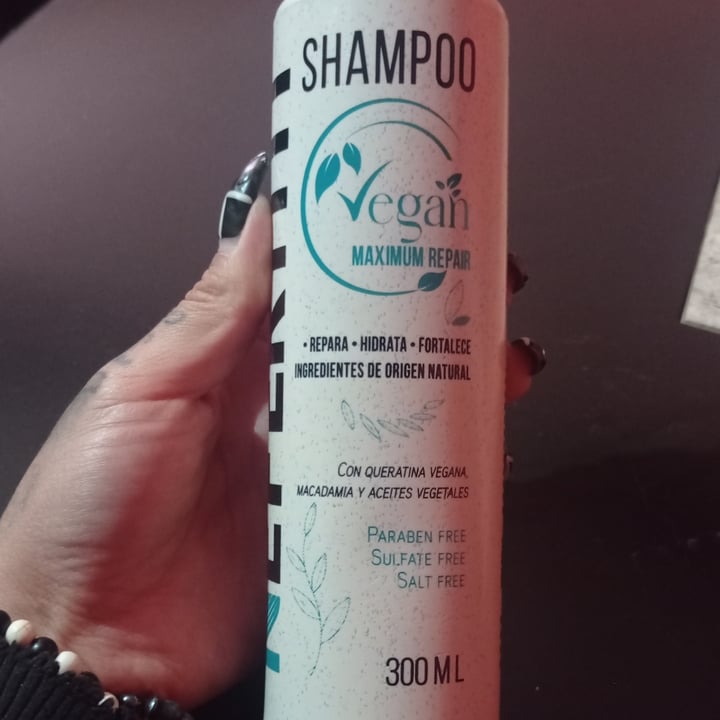 SHAMPOO
Vegan
MAXIMUM REPAIR
• REPARA • HIDRATA • FORTALECE
INGREDIENTES DE ORIGEN NATURAL
CON QUERATINA VEGANA,
MACADAMIA Y ACEITES VEGETALES
PARABEN FREE
SULFATE FREE
SALT FREE
300 ML